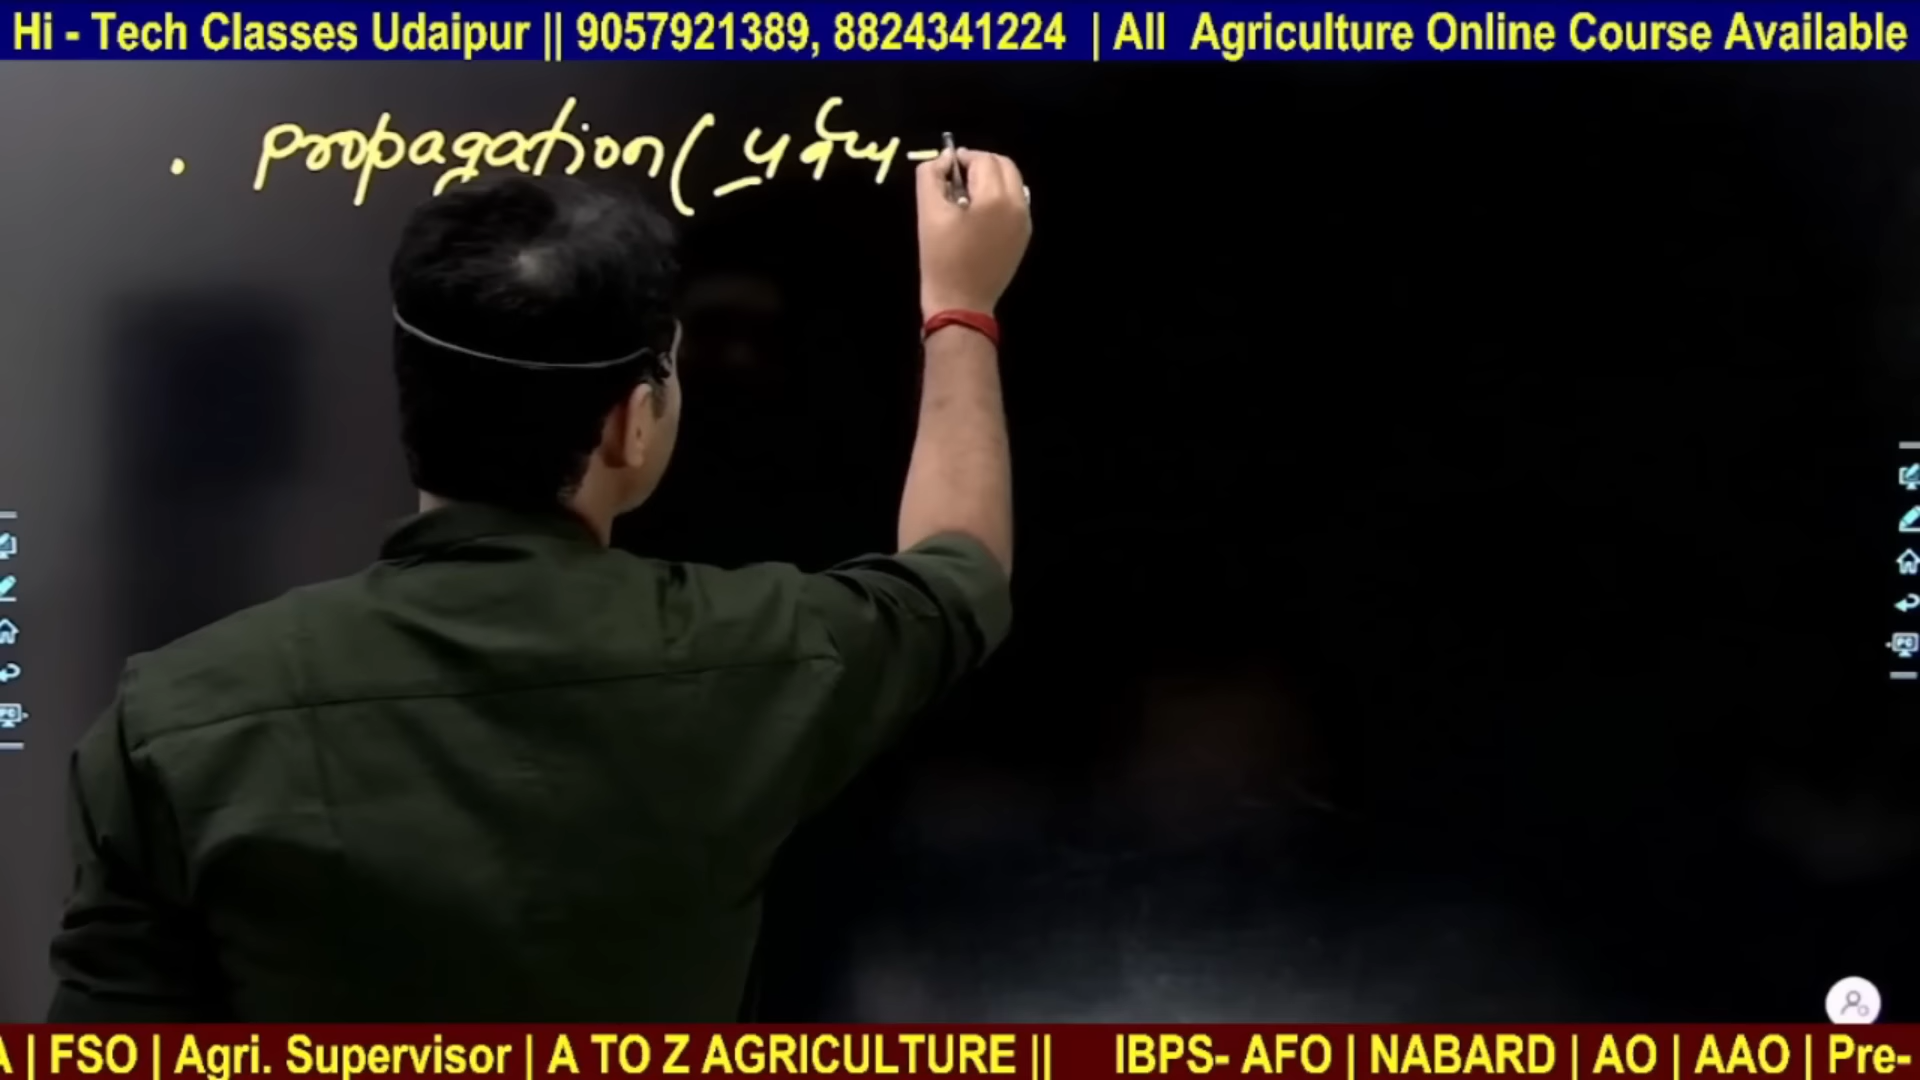 Hi - Tech Classes Udaipur || 9057921389, 8824341224 | All Agriculture Online Course Available
. propagation(
A | FSO | Agri. Supervisor | A TO Z AGRICULTURE || IBPS- AFO | NABARD | AO | AAO | Pre-